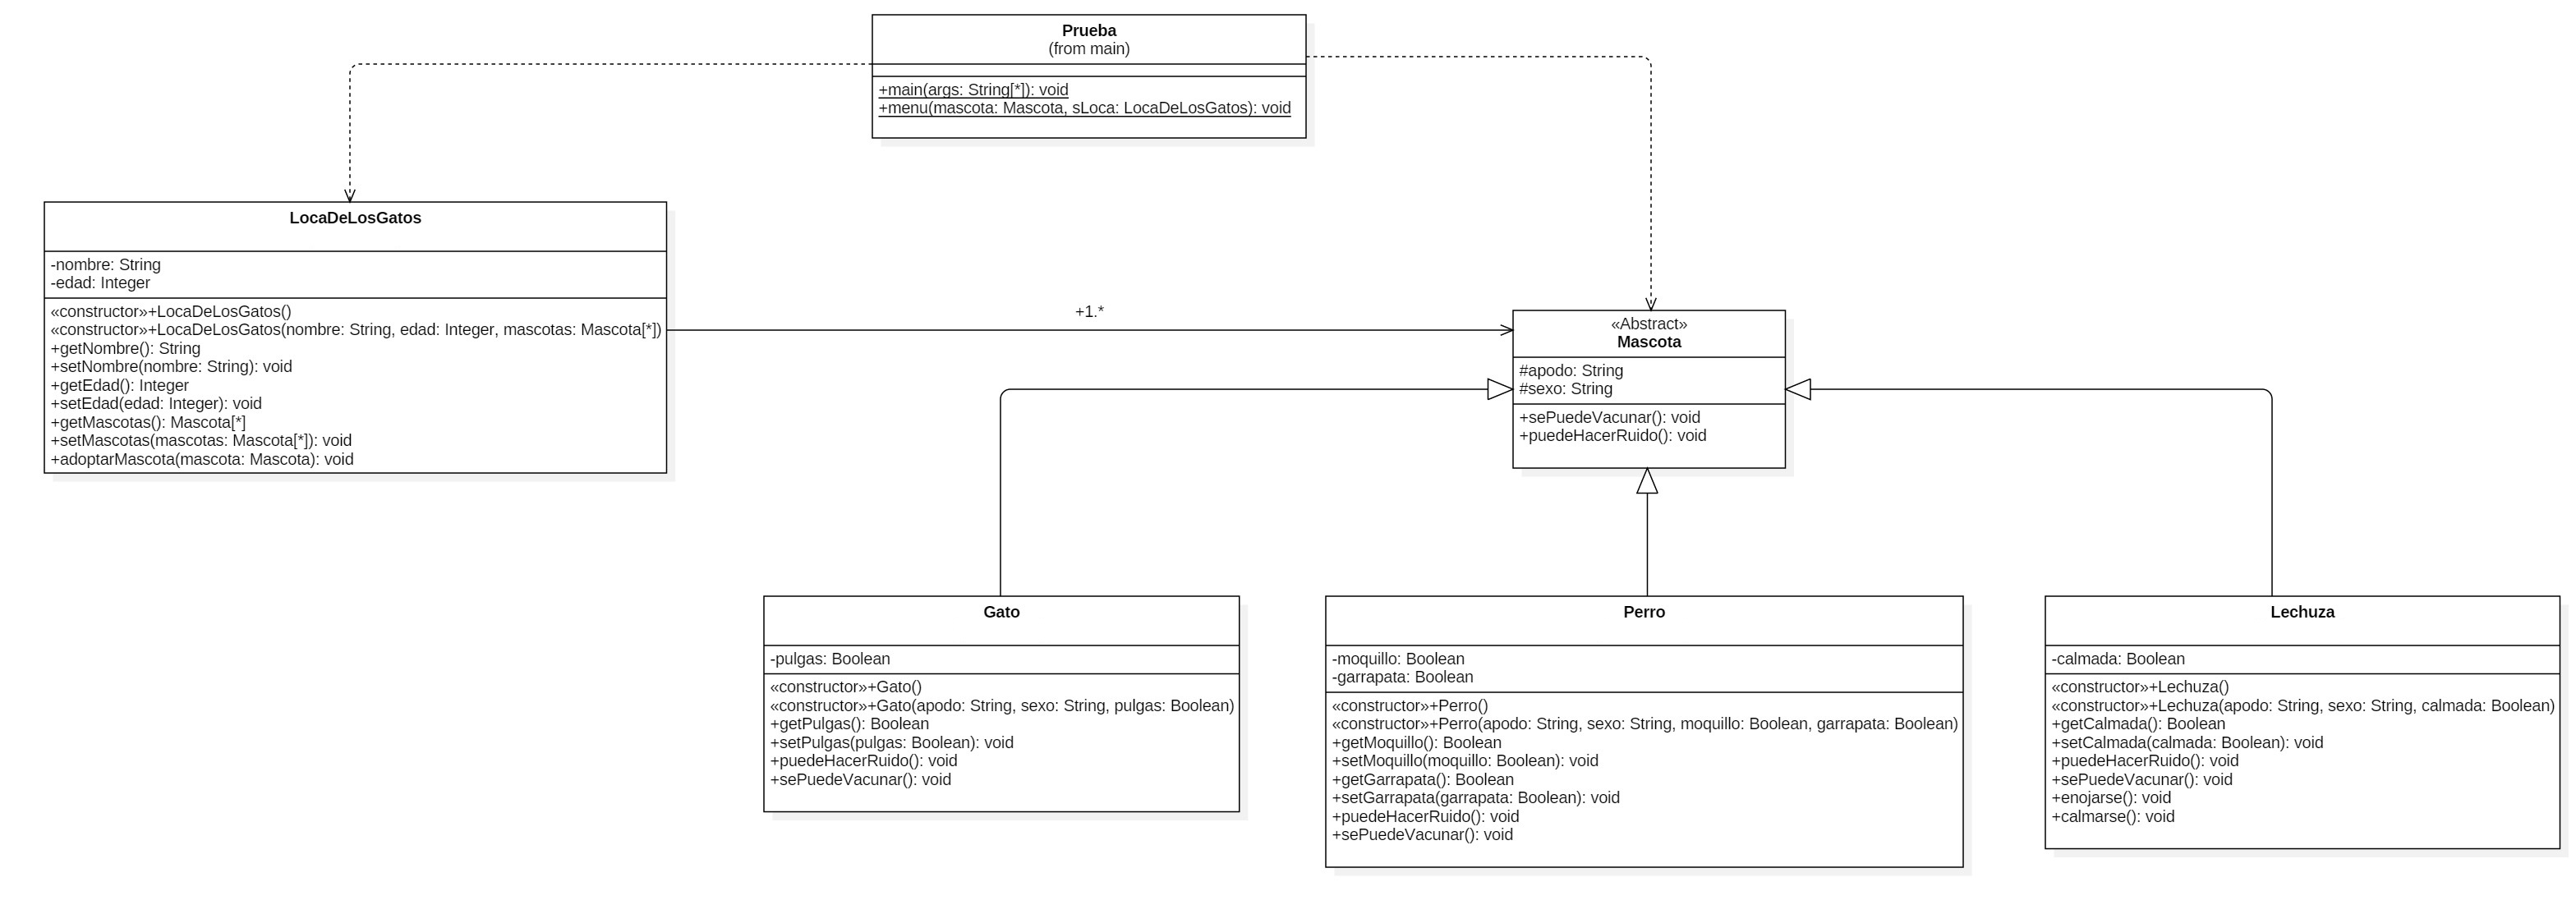 Prueba
(from main)
+main(args: String[*]): void
+menu(mascota: Mascota, sLoca: LocaDeLosGatos): void
LocaDeLosGatos
-nombre: String
-edad: Integer
«constructor»+LocaDeLosGatos()
«constructor»+LocaDeLosGatos(nombre: String, edad: Integer, mascotas: Mascota[*])
+getNombre(): String
+setNombre(nombre: String): void
+getEdad(): Integer
+setEdad(edad: Integer): void
+getMascotas(): Mascota[*]
+setMascotas(mascotas: Mascota[*]): void
+adoptarMascota(mascota: Mascota): void
+1.*
«Abstract»
Mascota
#apodo: String
#sexo: String
+sePuedeVacunar(): void
+puedeHacerRuido(): void
Gato
-pulgas: Boolean
«constructor»+Gato()
«constructor»+Gato(apodo: String, sexo: String, pulgas: Boolean)
+getPulgas(): Boolean
+setPulgas(pulgas: Boolean): void
+puedeHacerRuido(): void
+sePuedeVacunar(): void
Perro
-moquillo: Boolean
-garrapata: Boolean
«constructor»+Perro()
«constructor»+Perro(apodo: String, sexo: String, moquillo: Boolean, garrapata: Boolean)
+getMoquillo(): Boolean
+setMoquillo(moquillo: Boolean): void
+getGarrapata(): Boolean
+setGarrapata(garrapata: Boolean): void
+puedeHacerRuido(): void
+sePuedeVacunar(): void
Lechuza
-calmada: Boolean
«constructor»+Lechuza()
«constructor»+Lechuza(apodo: String, sexo: String, calmada: Boolean)
+getCalmada(): Boolean
+setCalmada(calmada: Boolean): void
+puedeHacerRuido(): void
+sePuedeVacunar(): void
+enojarse(): void
+calmarse(): void